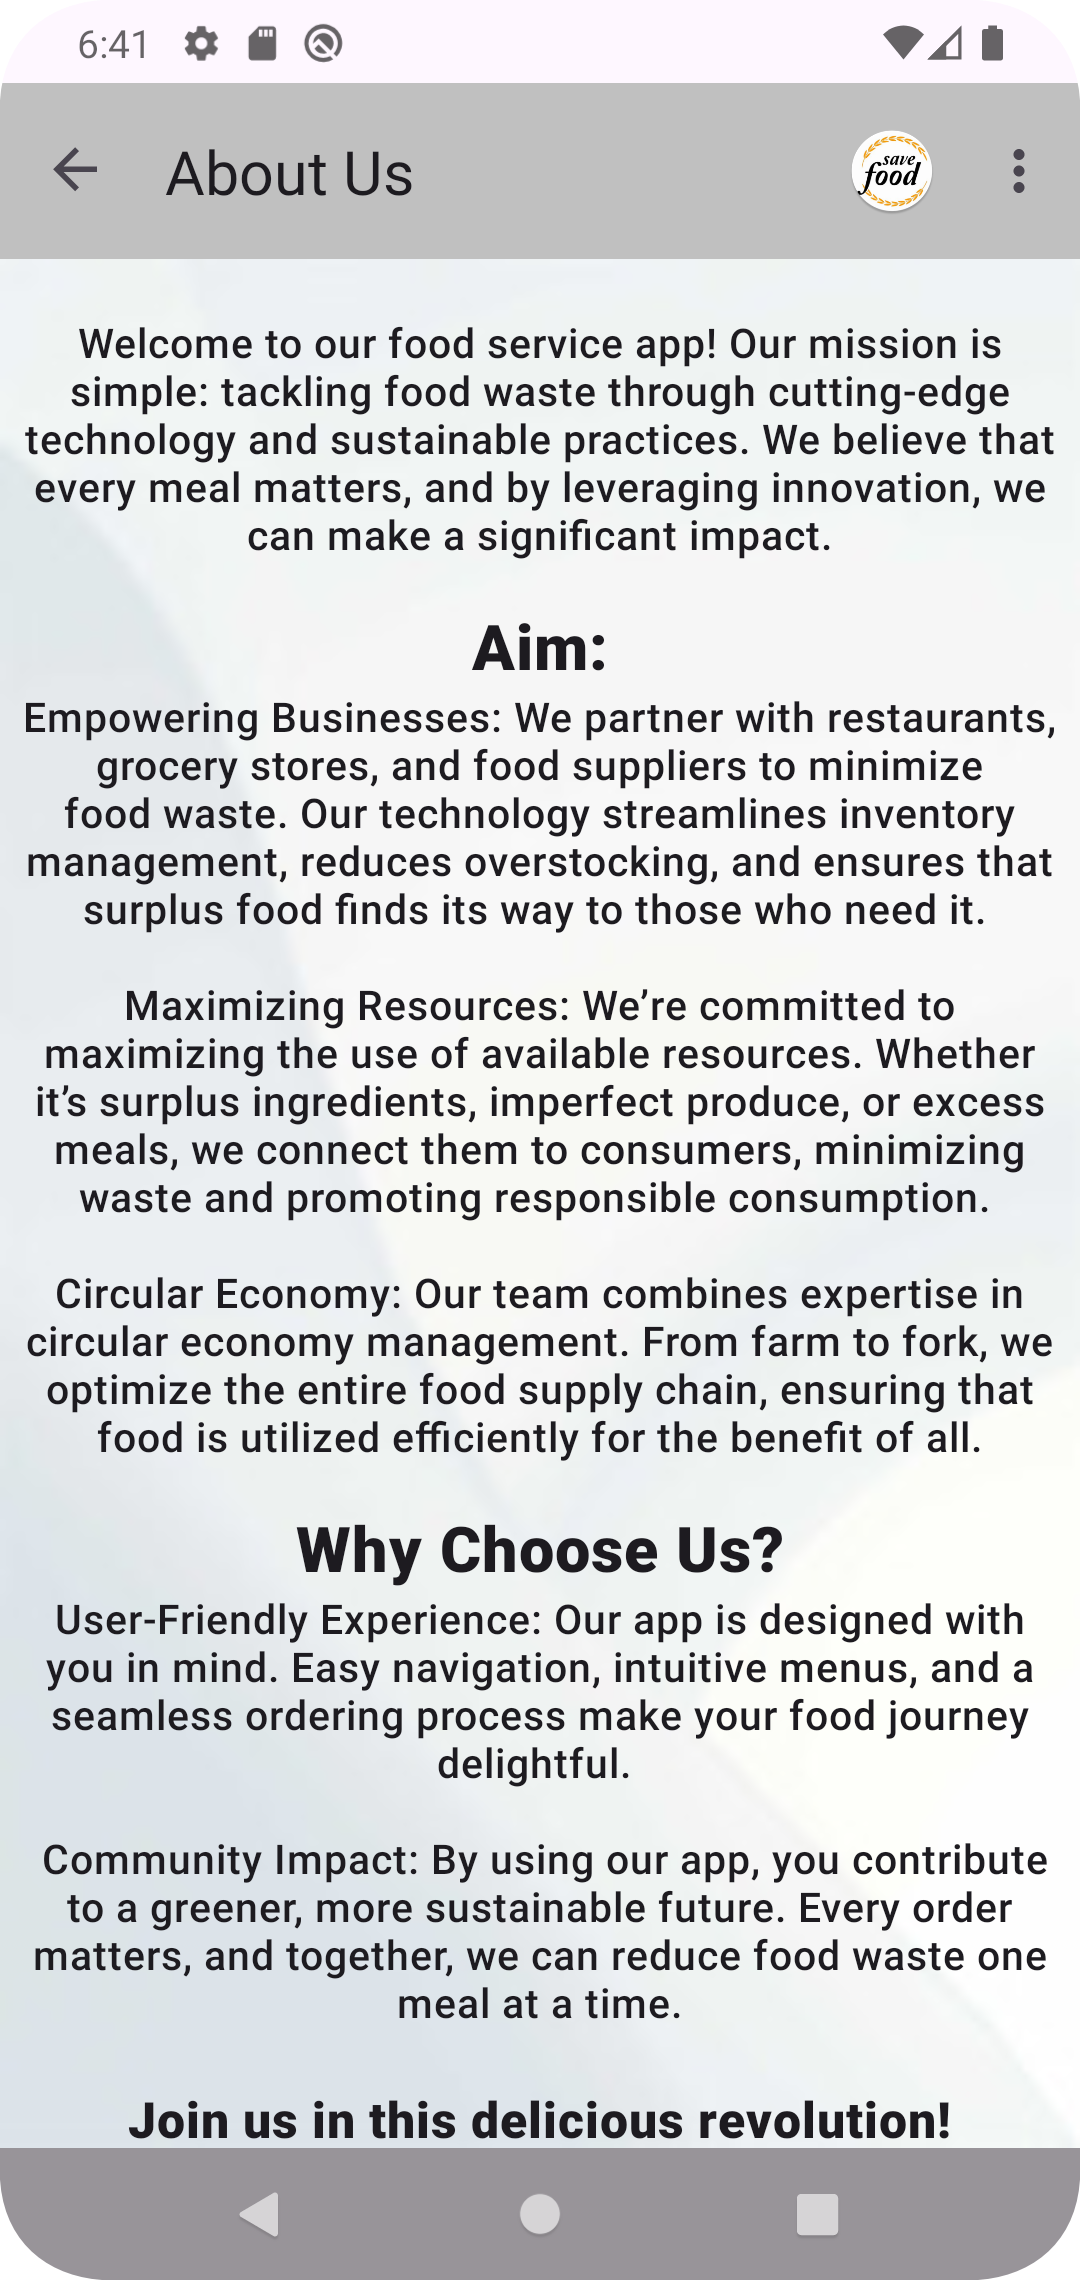 6:41
About Us
save
food
Welcome to our food service app! Our mission is
simple: tackling food waste through cutting-edge
technology and sustainable practices. We believe that
every meal matters, and by leveraging innovation, we
can make a significant impact.
Aim:
Empowering Businesses: We partner with restaurants,
grocery stores, and food suppliers to minimize
food waste. Our technology streamlines inventory
management, reduces overstocking, and ensures that
surplus food finds its way to those who need it.
Maximizing Resources: We’re committed to
maximizing the use of available resources. Whether
it’s surplus ingredients, imperfect produce, or excess
meals, we connect them to consumers, minimizing
waste and promoting responsible consumption.
Circular Economy: Our team combines expertise in
circular economy management. From farm to fork, we
optimize the entire food supply chain, ensuring that
food is utilized efficiently for the benefit of all.
Why Choose Us?
User-Friendly Experience: Our app is designed with
you in mind. Easy navigation, intuitive menus, and a
seamless ordering process make your food journey
delightful.
Community Impact: By using our app, you contribute
to a greener, more sustainable future. Every order
matters, and together, we can reduce food waste one
meal at a time.
Join us in this delicious revolution!